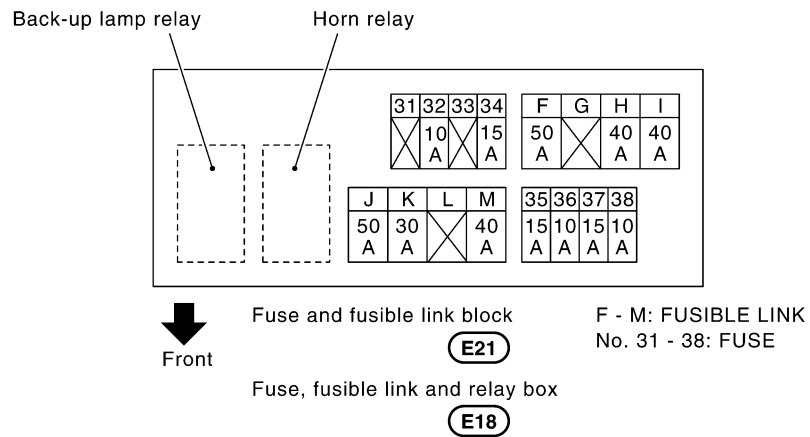 Back-up lamp relay
Horn relay
31 32 33 34
10 A 15 A
F G H I
50 A 40 A 40 A
J K L M
50 A 30 A 40 A
35 36 37 38
15 A 10 A 15 A 10 A
Front
Fuse and fusible link block
E21
F - M: FUSIBLE LINK
No. 31 - 38: FUSE
Fuse, fusible link and relay box
E18